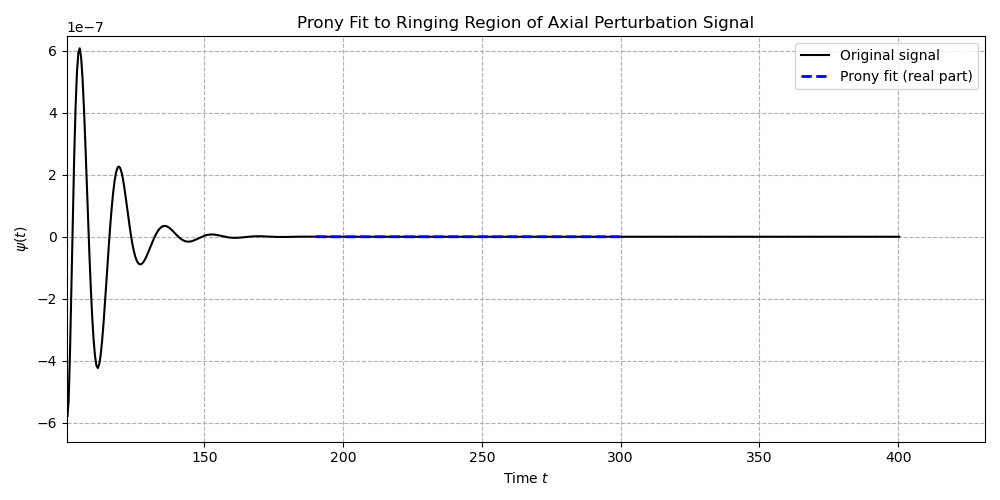 Prony Fit to Ringing Region of Axial Perturbation Signal
1e−7
6
4
2
0
−2
−4
−6
ψ(t)
Original signal
Prony fit (real part)
150
200
250
300
350
400
Time t